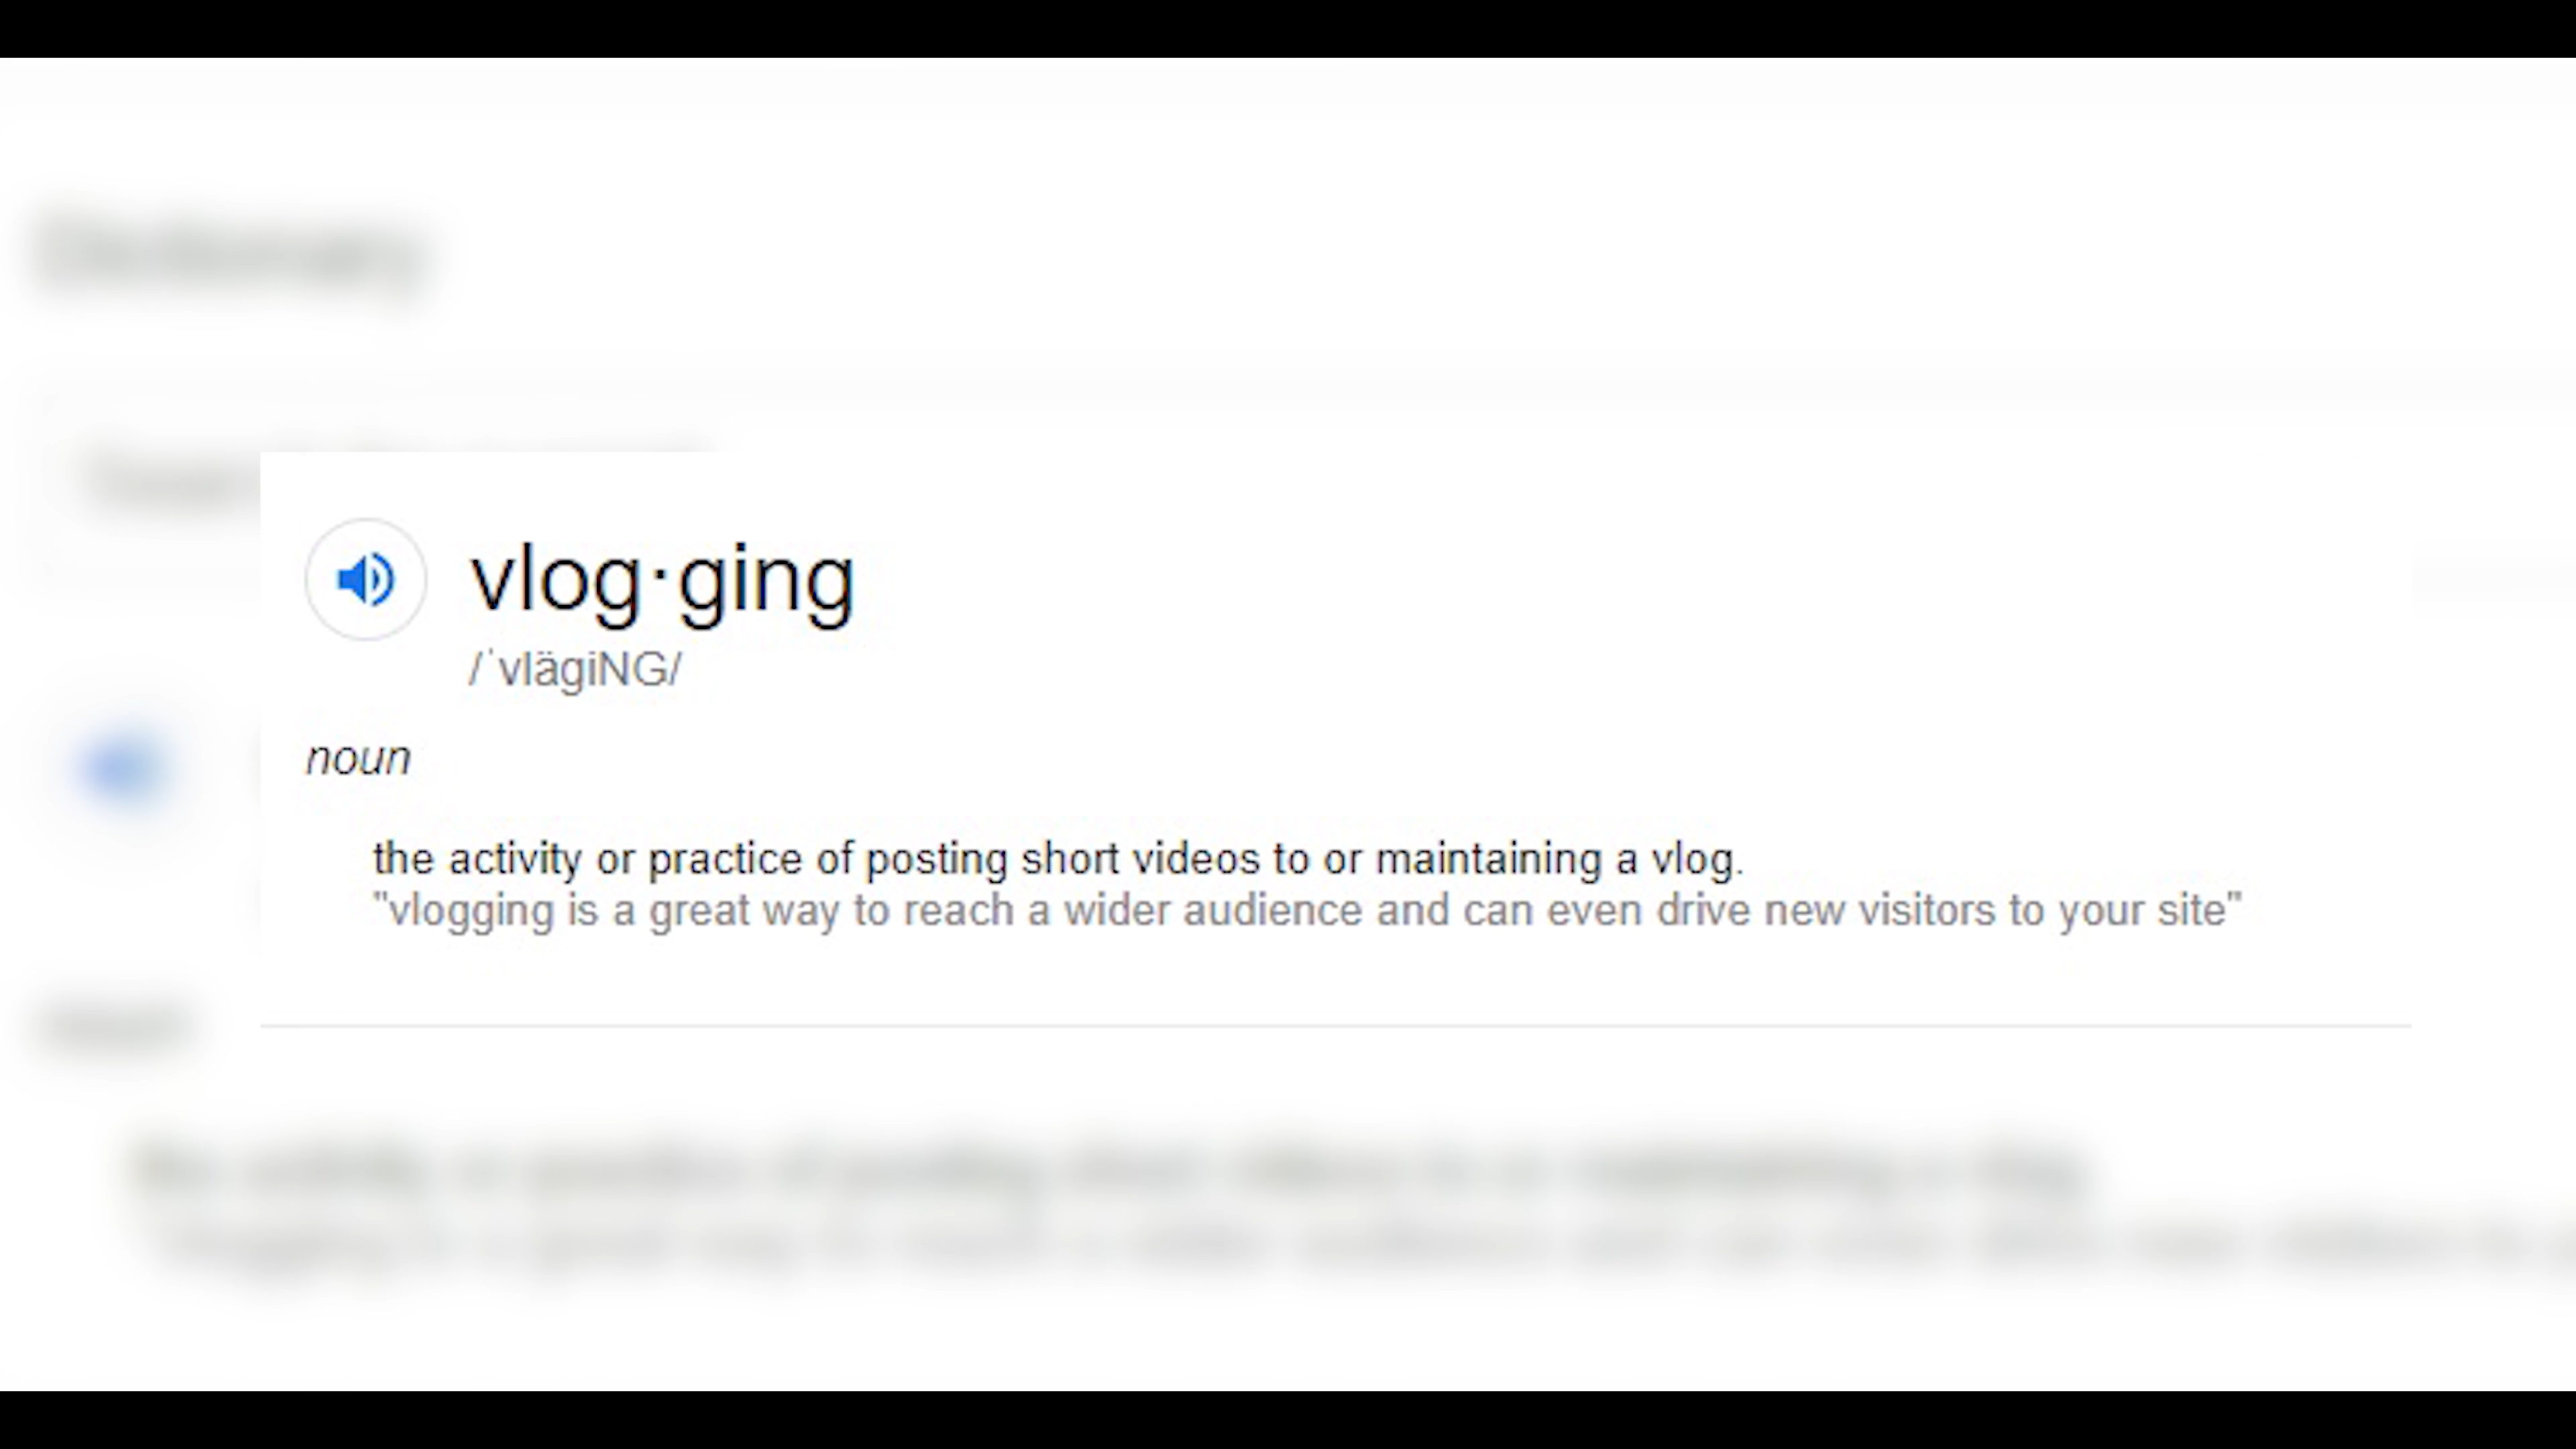 Dictionary
vlog·ging
/ˈvlägiNG/
noun
the activity or practice of posting short videos to or maintaining a vlog.
"vlogging is a great way to reach a wider audience and can even drive new visitors to your site"